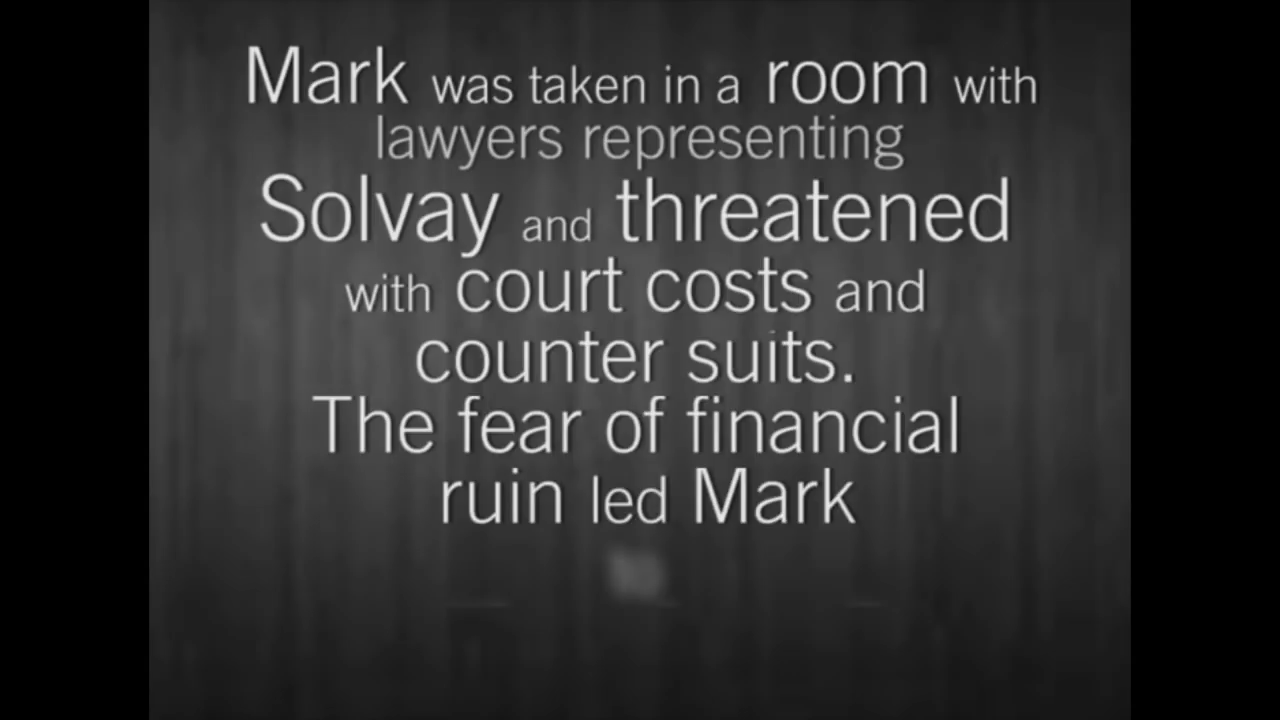 Mark was taken in a room with
lawyers representing
Solvay and threatened
with court costs and
counter suits.
The fear of financial
ruin led Mark